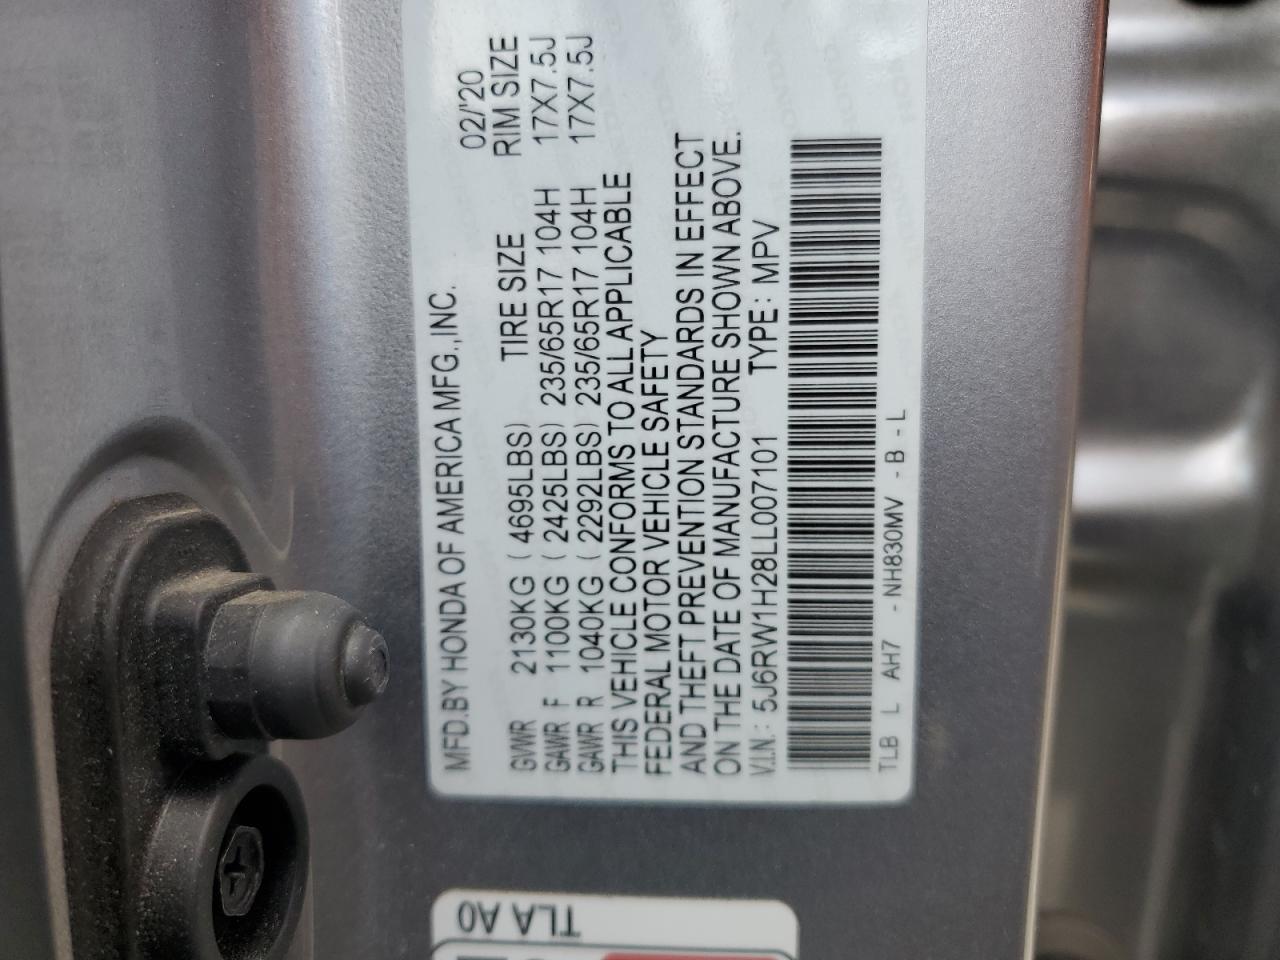 MFD.BY HONDA OF AMERICA MFG.,INC.
02/'20
TIRE SIZE RIM SIZE
GVWR 2130KG ( 4695LBS)
GAWR F 1100KG ( 2425LBS) 235/65R17 104H 17X7.5J
GAWR R 1040KG ( 2292LBS) 235/65R17 104H 17X7.5J
THIS VEHICLE CONFORMS TO ALL APPLICABLE
FEDERAL MOTOR VEHICLE SAFETY
AND THEFT PREVENTION STANDARDS IN EFFECT
ON THE DATE OF MANUFACTURE SHOWN ABOVE.
V.I.N.: 5J6RW1H28LL007101 TYPE: MPV
TLB L AH7 - NH830MV - B - L
TLA A0